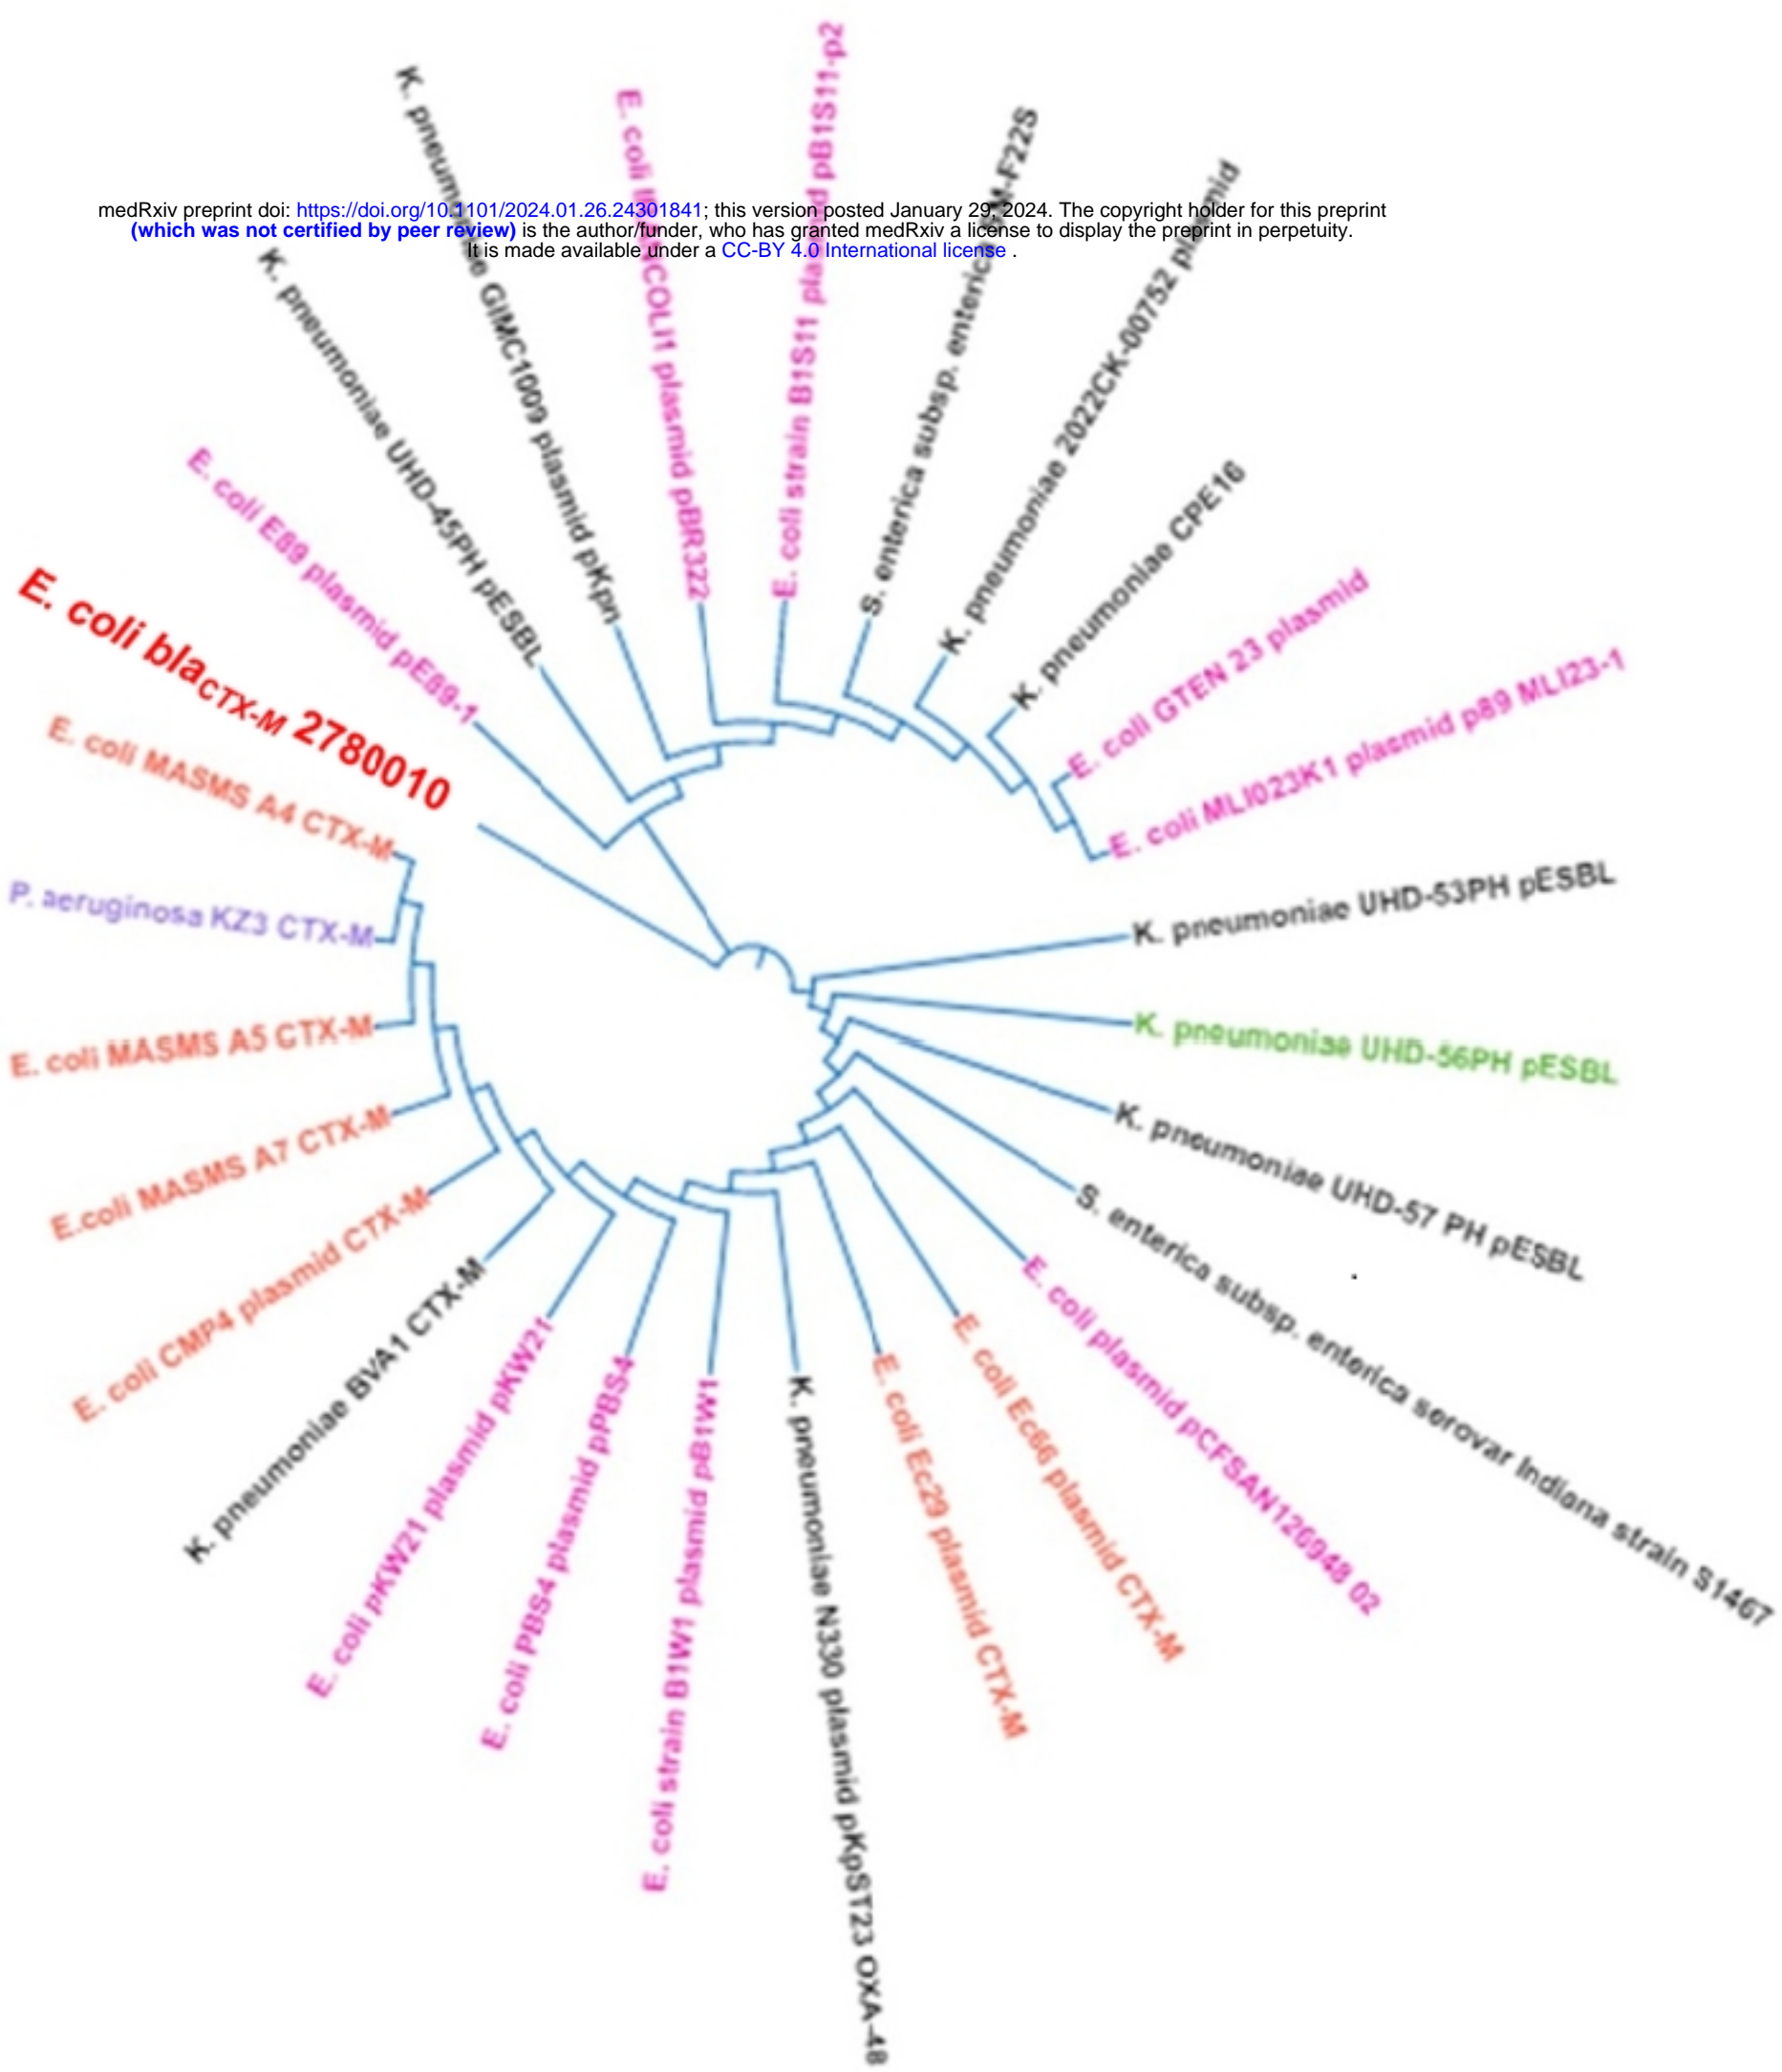 medRxiv preprint doi: https://doi.org/10.1101/2024.01.26.24301841; this version posted January 29, 2024. The copyright holder for this preprint
(which was not certified by peer review) is the author/funder, who has granted medRxiv a license to display the preprint in perpetuity.
It is made available under a CC-BY 4.0 International license .
E. coli blaCTX-M 2780010
E. coli E89 plasmid pE89-1
K. pneumoniae UHD-45PH pESBL
K. pneumoniae GIMC1009 plasmid pKpn
E. coli plasmid pBR322
E. coli strain B1S11 plasmid pB1S11-p2
S. enterica subsp. enterica
K. pneumoniae 2022CK-00752 plasmid
K. pneumoniae CPE16
E. coli GTEN 23 plasmid
E. coli MLI023K1 plasmid p89 MLI23-1
K. pneumoniae UHD-53PH pESBL
K. pneumoniae UHD-56PH pESBL
K. pneumoniae UHD-57 PH pESBL
S. enterica subsp. enterica serovar Indiana strain S1467
E. coli plasmid pCFSAN126948 02
E. coli Ec66 plasmid CTX-M
E. coli Ec29 plasmid CTX-M
K. pneumoniae N330 plasmid pKpST23 OXA-48
E. coli strain B1W1 plasmid pB1W1
E. coli PBS4 plasmid pPBS4
E. coli pKW21 plasmid pKW21
K. pneumoniae BVA1 CTX-M
E. coli CMP4 plasmid CTX-M
E.coli MASMS A7 CTX-M
E. coli MASMS A5 CTX-M
P. aeruginosa KZ3 CTX-M
E. coli MASMS A4 CTX-M